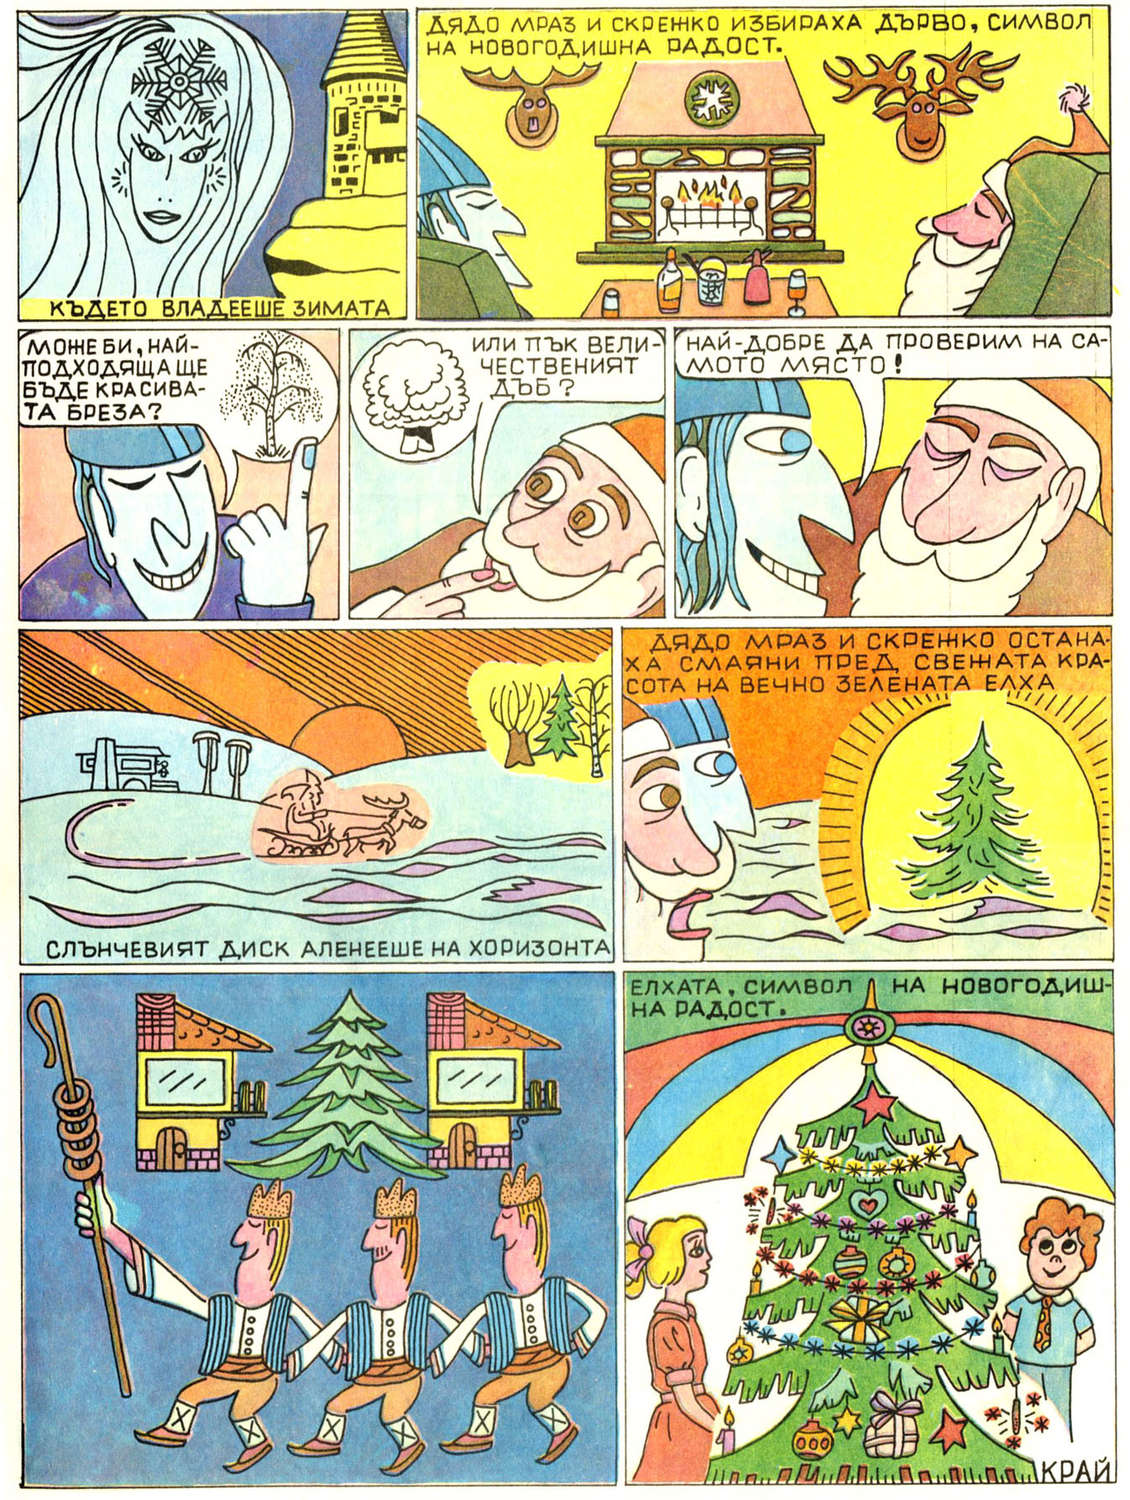 КЪДЕТО ВЛАДЕЕШЕ ЗИМАТА
ДЯДО МРАЗ И СКРЕЖКО ИЗБИРАХА ДЪРВО, СИМВОЛ
НА НОВОГОДИШНА РАДОСТ.
МОЖЕ БИ, НАЙ-
ПОДХОДЯЩА ЩЕ
БЪДЕ КРАСИВА-
ТА БРЕЗА?
ИЛИ ПЪК ВЕЛИ-
ЧЕСТВЕНИЯТ
ДЪБ?
НАЙ-ДОБРЕ ДА ПРОВЕРИМ НА СА-
МОТО МЯСТО!
СЛЪНЧЕВИЯТ ДИСК АЛЕНЕЕШЕ НА ХОРИЗОНТА
ДЯДО МРАЗ И СКРЕЖКО ОСТАНА-
ХА СМАЯНИ ПРЕД СВЕЖАТА КРА-
СОТА НА ВЕЧНО ЗЕЛЕНАТА ЕЛХА
ЕЛХАТА, СИМВОЛ НА НОВОГОДИШ-
НА РАДОСТ.
КРАЙ